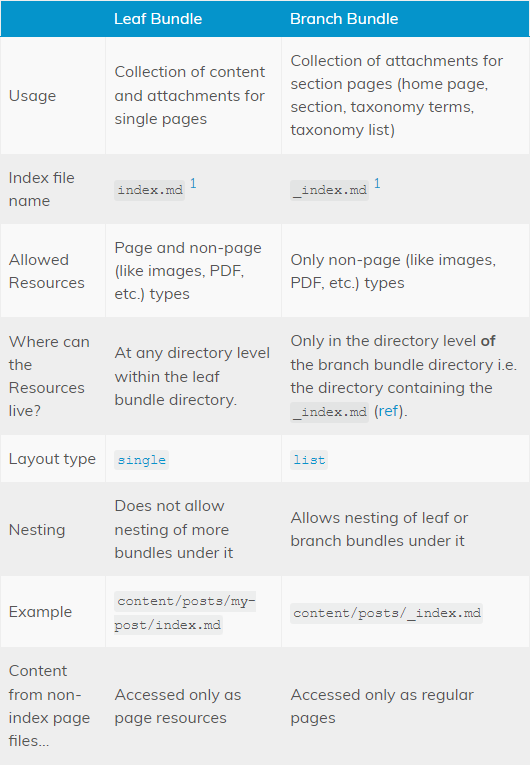 Leaf Bundle Branch Bundle
Usage
Collection of content
and attachments for
single pages
Collection of attachments for
section pages (home page,
section, taxonomy terms,
taxonomy list)
Index file
name
index.md 1
_index.md 1
Allowed
Resources
Page and non-page
(like images, PDF,
etc.) types
Only non-page (like images,
PDF, etc.) types
Where can
the
Resources
live?
At any directory level
within the leaf
bundle directory.
Only in the directory level of
the branch bundle directory i.e.
the directory containing the
_index.md (ref).
Layout type
single
list
Nesting
Does not allow
nesting of more
bundles under it
Allows nesting of leaf or
branch bundles under it
Example
content/posts/my-
post/index.md
content/posts/_index.md
Content
from non-
index page
files...
Accessed only as
page resources
Accessed only as regular
pages